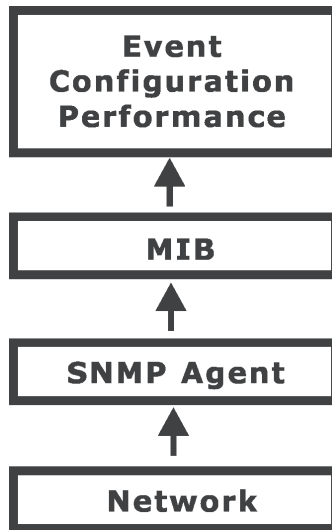 Event
Configuration
Performance
MIB
SNMP Agent
Network